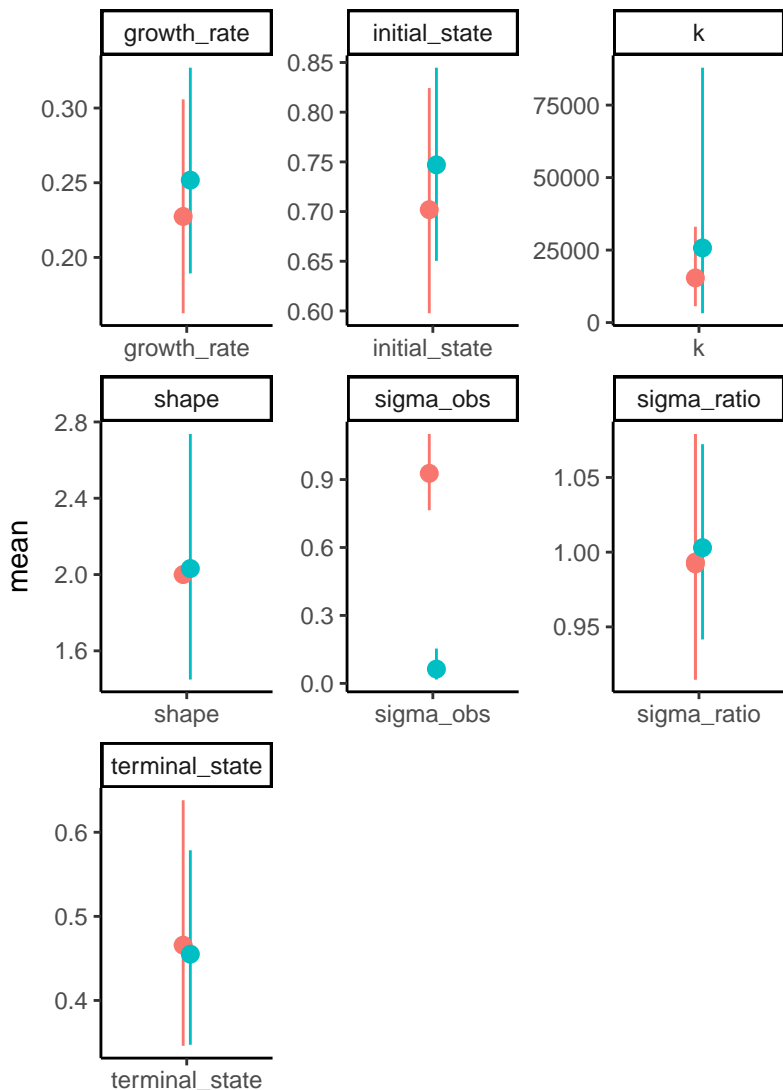 growth_rate
initial_state
k
0.30
0.25
0.20
0.85
0.80
0.75
0.70
0.65
0.60
75000
50000
25000
0
growth_rate
initial_state
k
shape
sigma_obs
sigma_ratio
mean
2.8
2.4
2.0
1.6
0.9
0.6
0.3
0.0
1.05
1.00
0.95
shape
sigma_obs
sigma_ratio
terminal_state
0.6
0.5
0.4
terminal_state